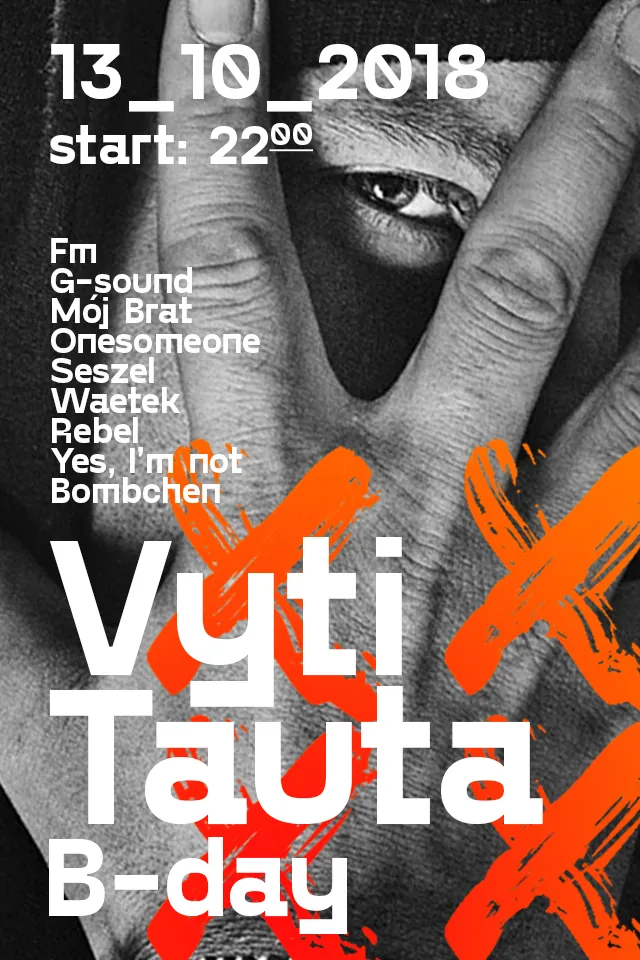 13_10_2018
start: 22⁰⁰
Fm
G-sound
Mój Brat
Onesomeone
Seszel
Waetek
Rebel
Yes, I'm not
Bombchen
Vyti
Tauta
B-day